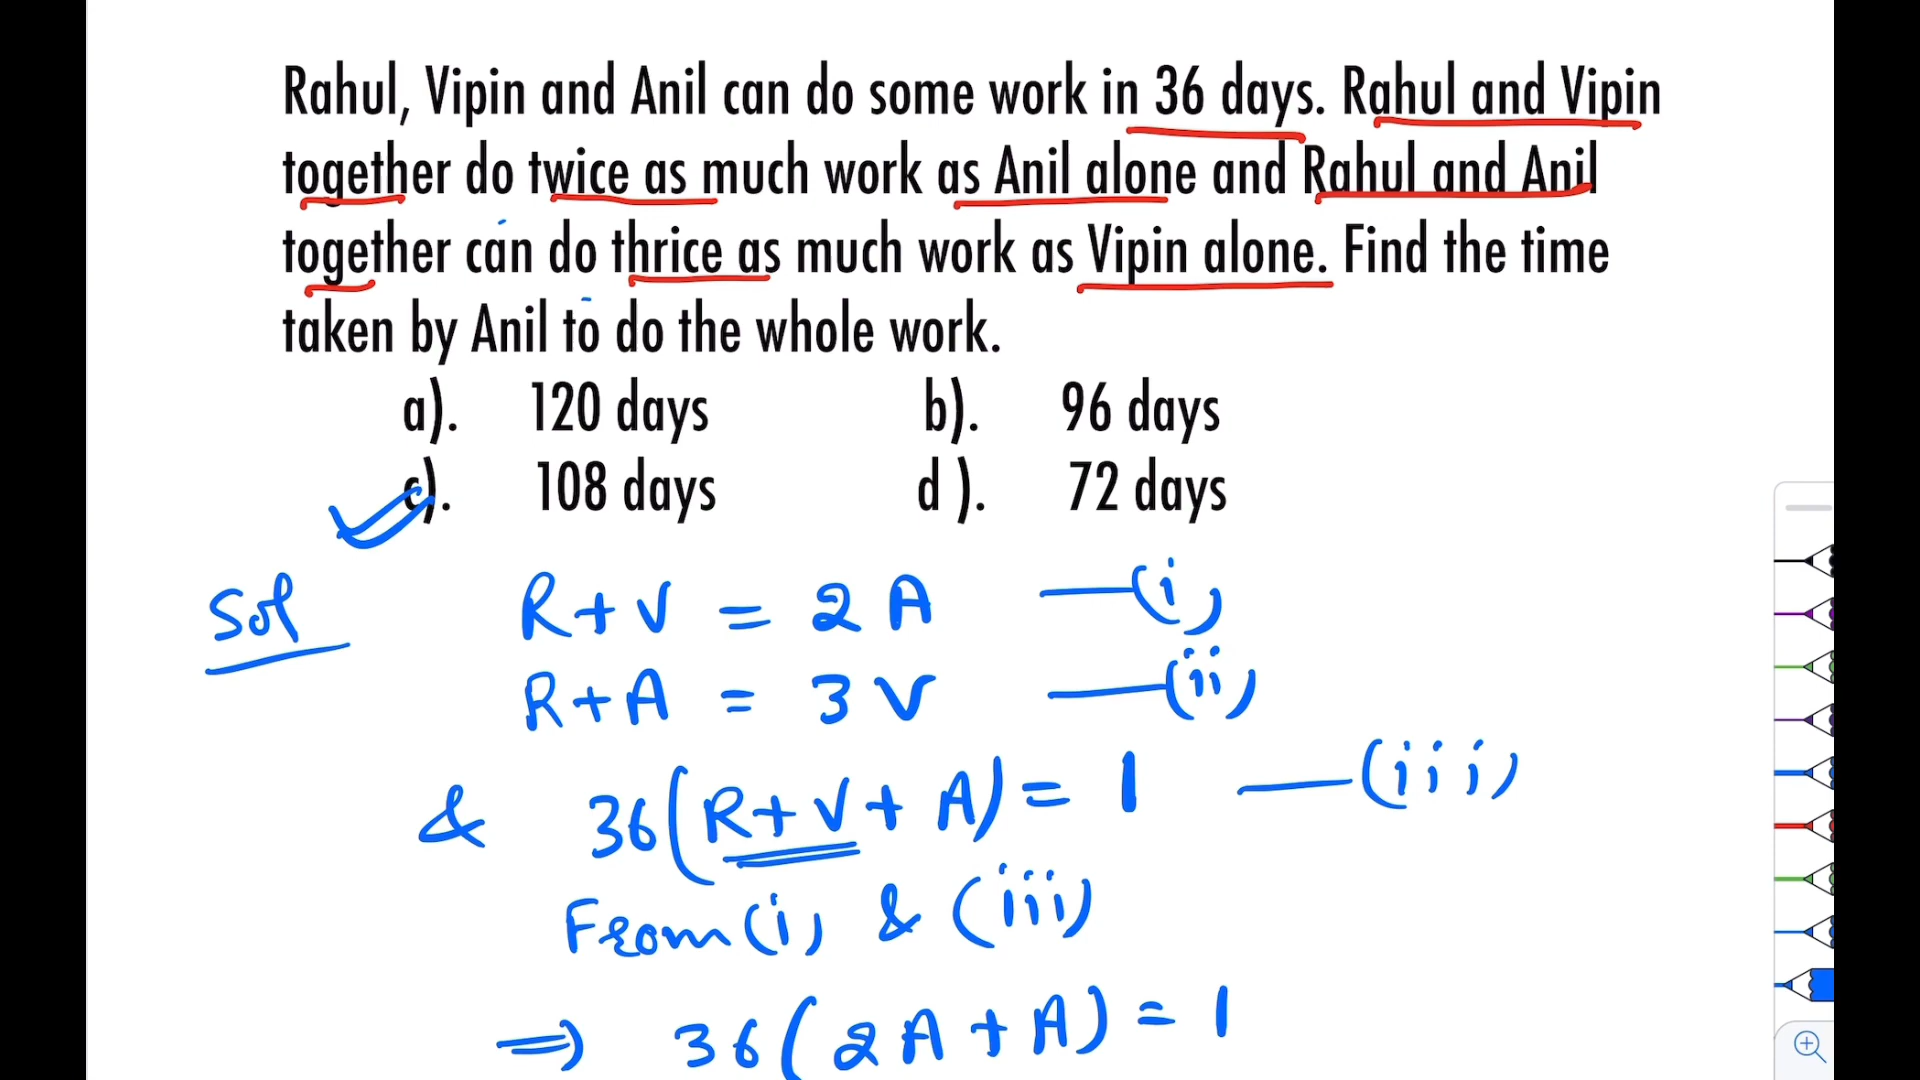 Rahul, Vipin and Anil can do some work in 36 days. Rahul and Vipin
together do twice as much work as Anil alone and Rahul and Anil
together can do thrice as much work as Vipin alone. Find the time
taken by Anil to do the whole work.
a). 120 days b). 96 days
c). 108 days d ). 72 days
Sol R+V = 2A —(i)
R+A = 3V —(ii)
& 36(R+V+A) = 1 —(iii)
From (i) & (iii)
⇒ 36(2A+A) = 1